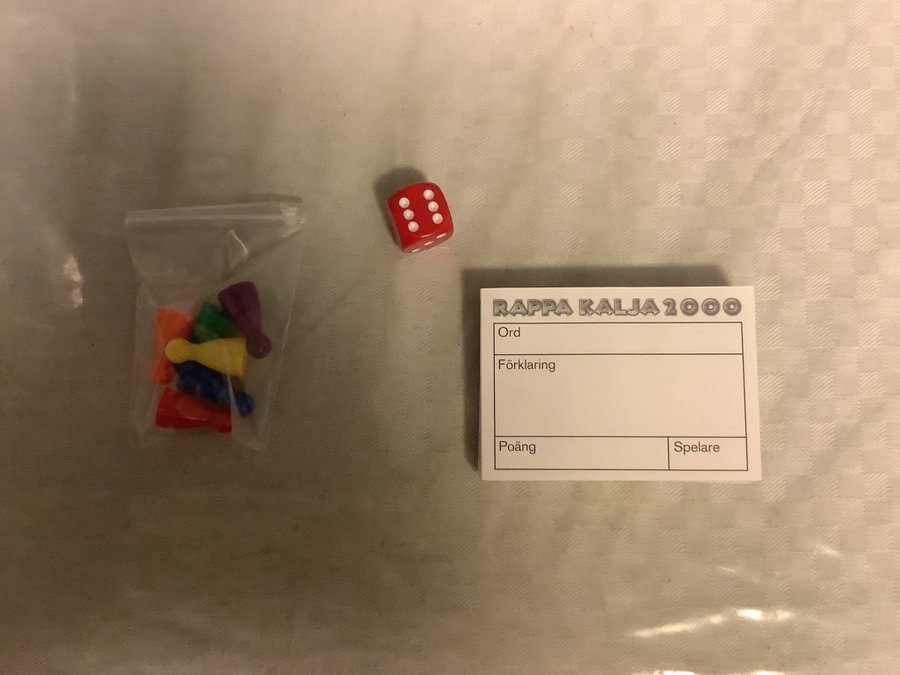 RAPPA KALJA 2000
Ord
Förklaring
Poäng Spelare